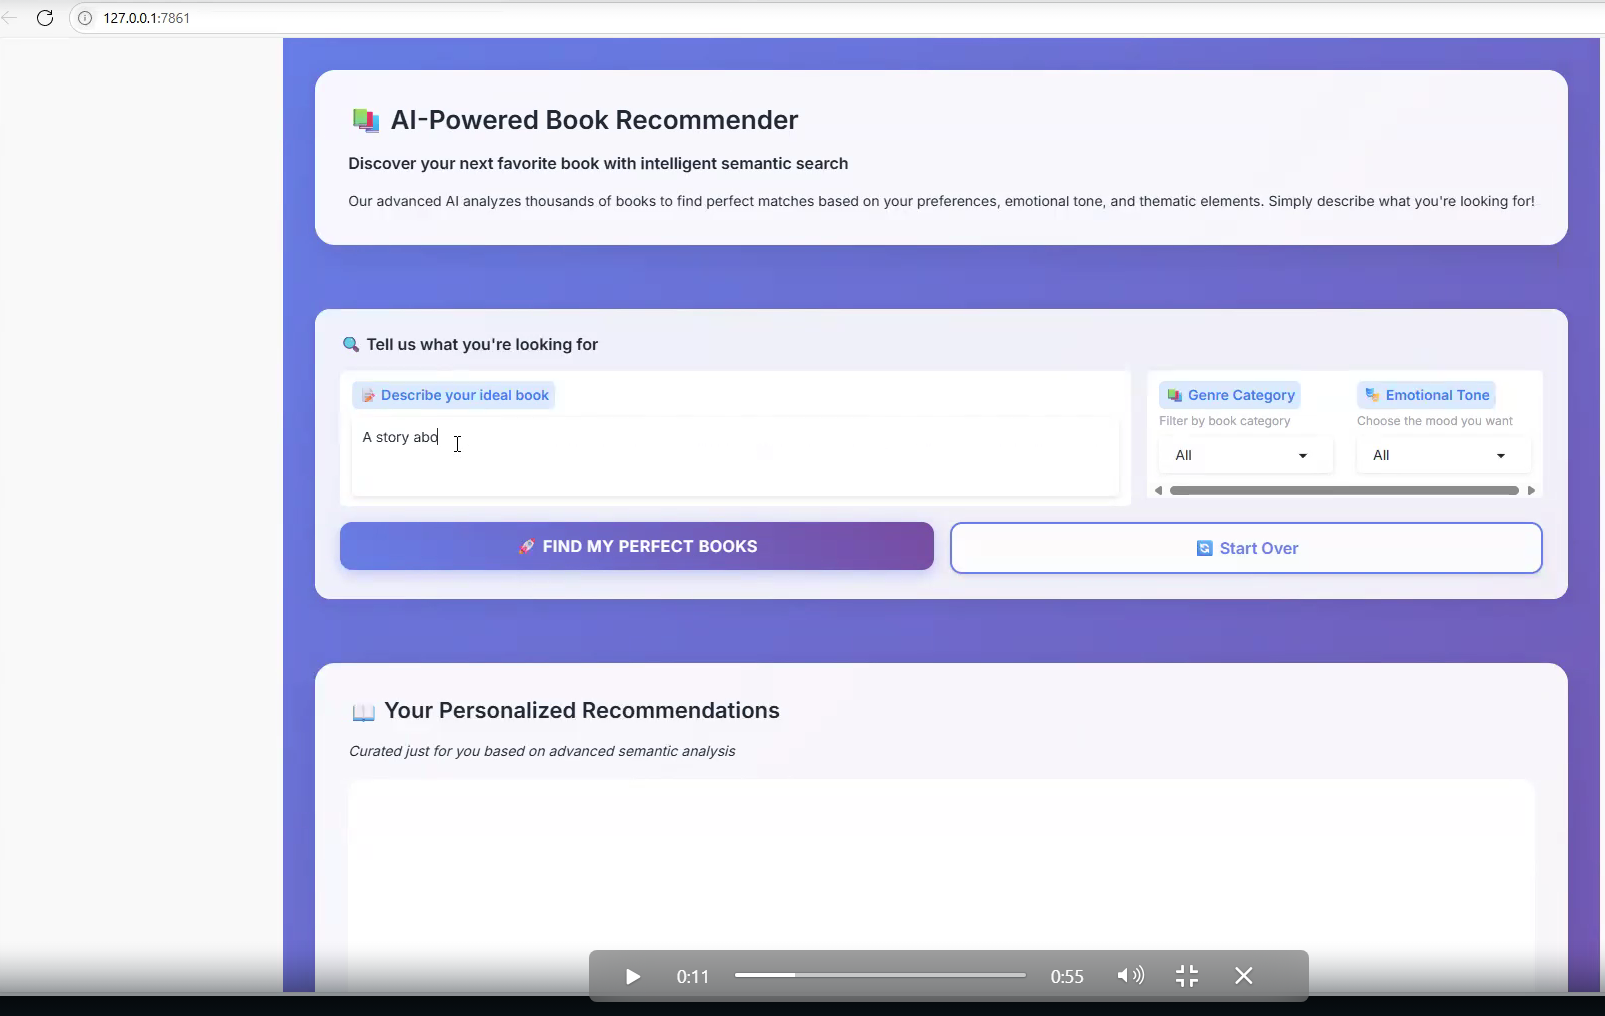 127.0.0.1:7861
AI-Powered Book Recommender
Discover your next favorite book with intelligent semantic search
Our advanced AI analyzes thousands of books to find perfect matches based on your preferences, emotional tone, and thematic elements. Simply describe what you're looking for!
Tell us what you're looking for
Describe your ideal book
A story abo
Genre Category
Filter by book category
All
Emotional Tone
Choose the mood you want
All
FIND MY PERFECT BOOKS
Start Over
Your Personalized Recommendations
Curated just for you based on advanced semantic analysis
0:11
0:55